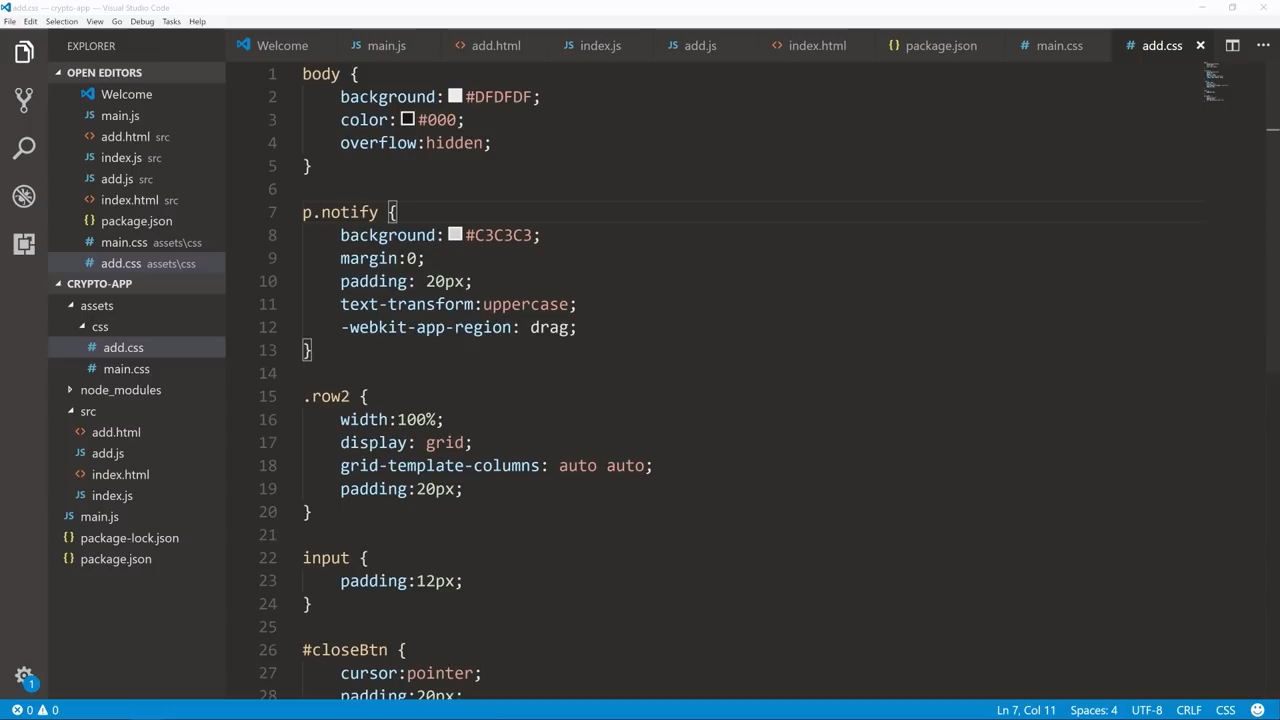 add.css — crypto-app — Visual Studio Code
File Edit Selection View Go Debug Tasks Help
EXPLORER
Welcome main.js add.html index.js add.js index.html package.json main.css add.css
OPEN EDITORS
Welcome
main.js
add.html src
index.js src
add.js src
index.html src
package.json
main.css assets\css
add.css assets\css
CRYPTO-APP
assets
css
add.css
main.css
node_modules
src
add.html
add.js
index.html
index.js
main.js
package-lock.json
package.json
1 body {
2 background: #DFDFDF;
3 color: #000;
4 overflow:hidden;
5 }
6
7 p.notify {
8 background: #C3C3C3;
9 margin:0;
10 padding: 20px;
11 text-transform:uppercase;
12 -webkit-app-region: drag;
13 }
14
15 .row2 {
16 width:100%;
17 display: grid;
18 grid-template-columns: auto auto;
19 padding:20px;
20 }
21
22 input {
23 padding:12px;
24 }
25
26 #closeBtn {
27 cursor:pointer;
28 padding:20px;
1
0 0 Ln 7, Col 11 Spaces: 4 UTF-8 CRLF CSS